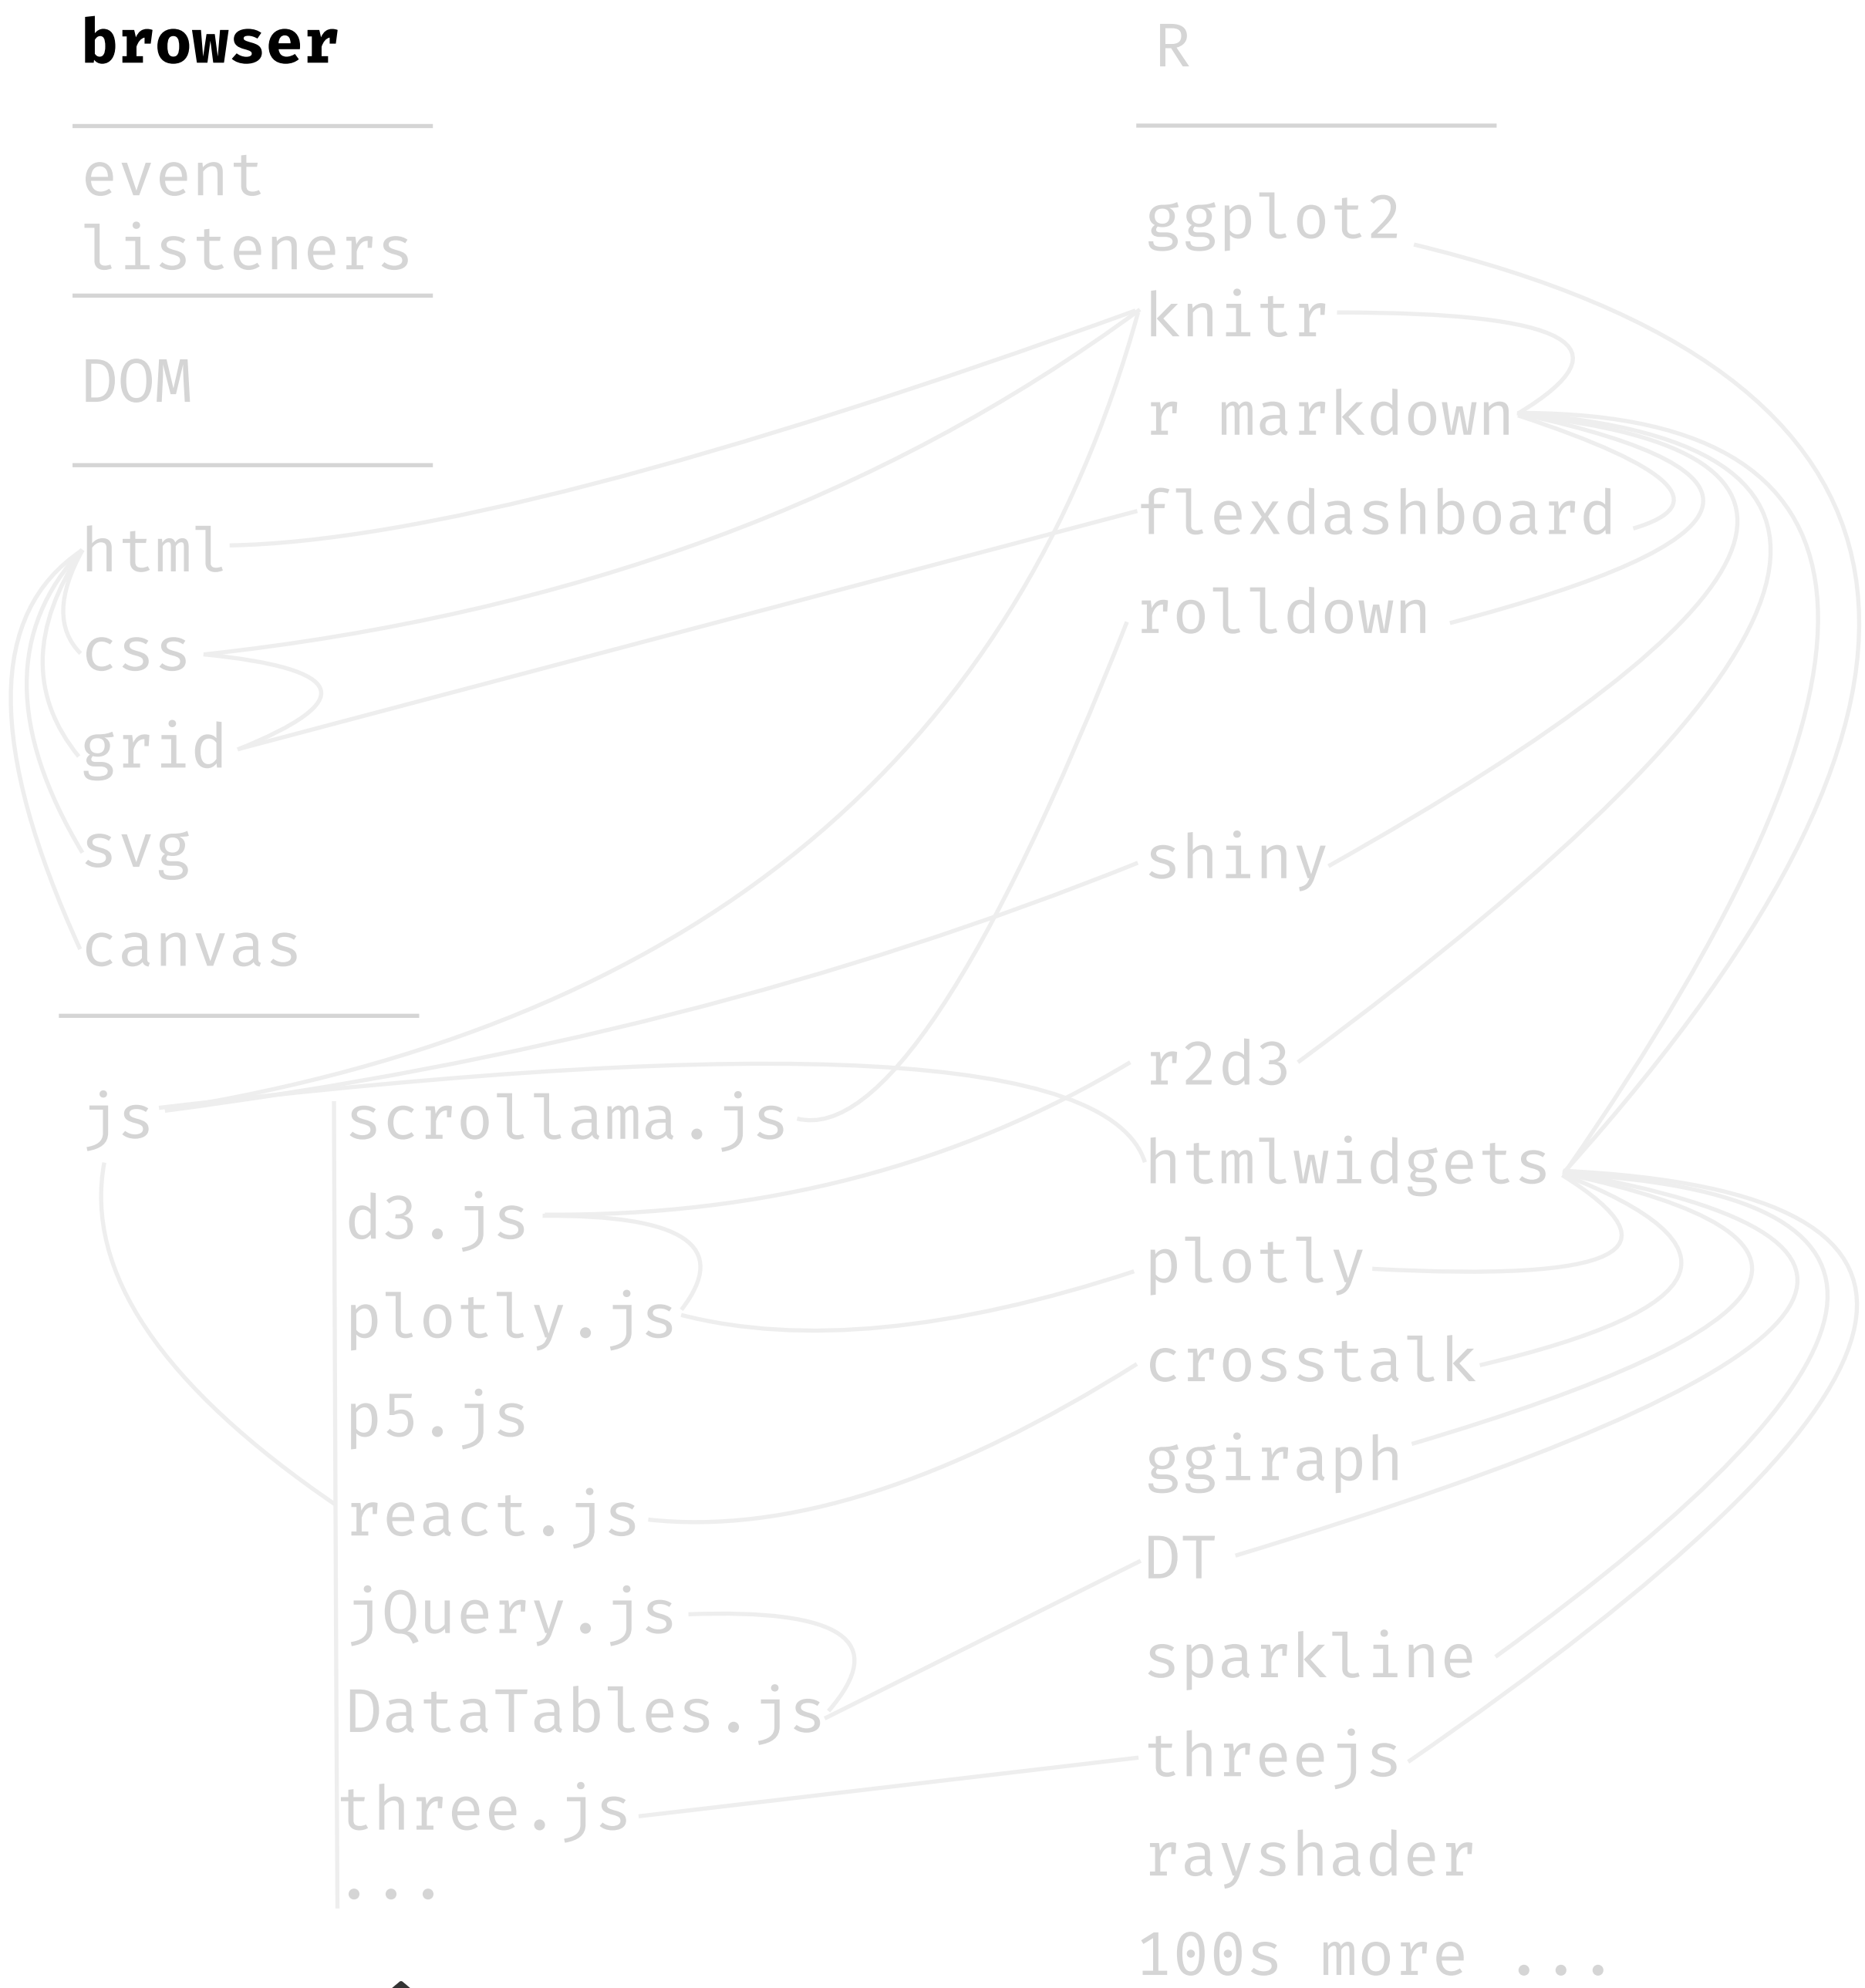 browser
event
listeners
DOM
html
css
grid
svg
canvas
js
scrollama.js
d3.js
plotly.js
p5.js
react.js
jQuery.js
DataTables.js
three.js
...
R
ggplot2
knitr
r markdown
flexdashboard
rolldown
shiny
r2d3
htmlwidgets
plotly
crosstalk
ggiraph
DT
sparkline
threejs
rayshader
100s more ...